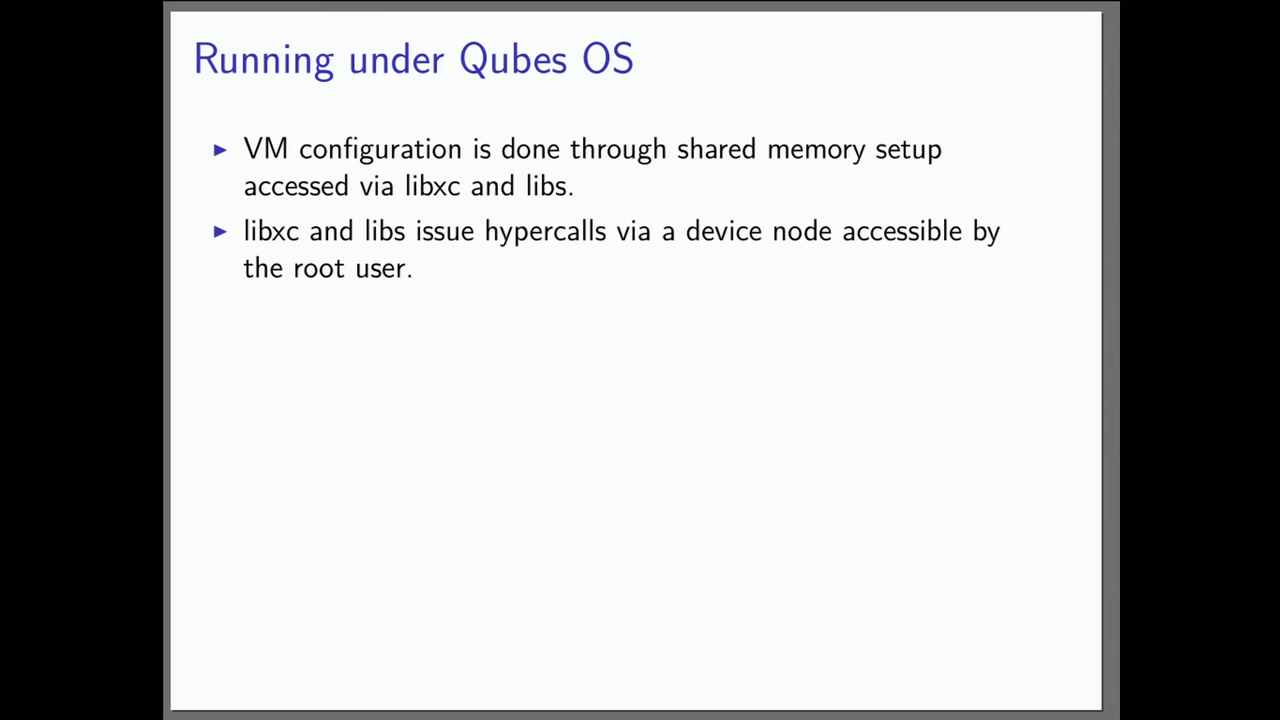 Running under Qubes OS
▶ VM configuration is done through shared memory setup
accessed via libxc and libs.
▶ libxc and libs issue hypercalls via a device node accessible by
the root user.